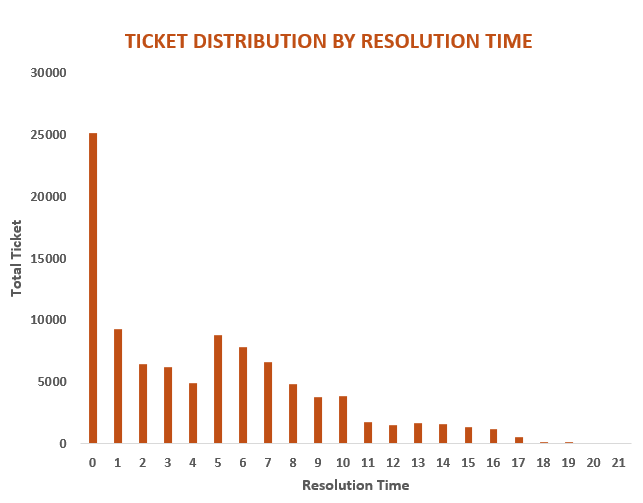 TICKET DISTRIBUTION BY RESOLUTION TIME
30000
25000
20000
15000
10000
5000
0
Total Ticket
0 1 2 3 4 5 6 7 8 9 10 11 12 13 14 15 16 17 18 19 20 21
Resolution Time